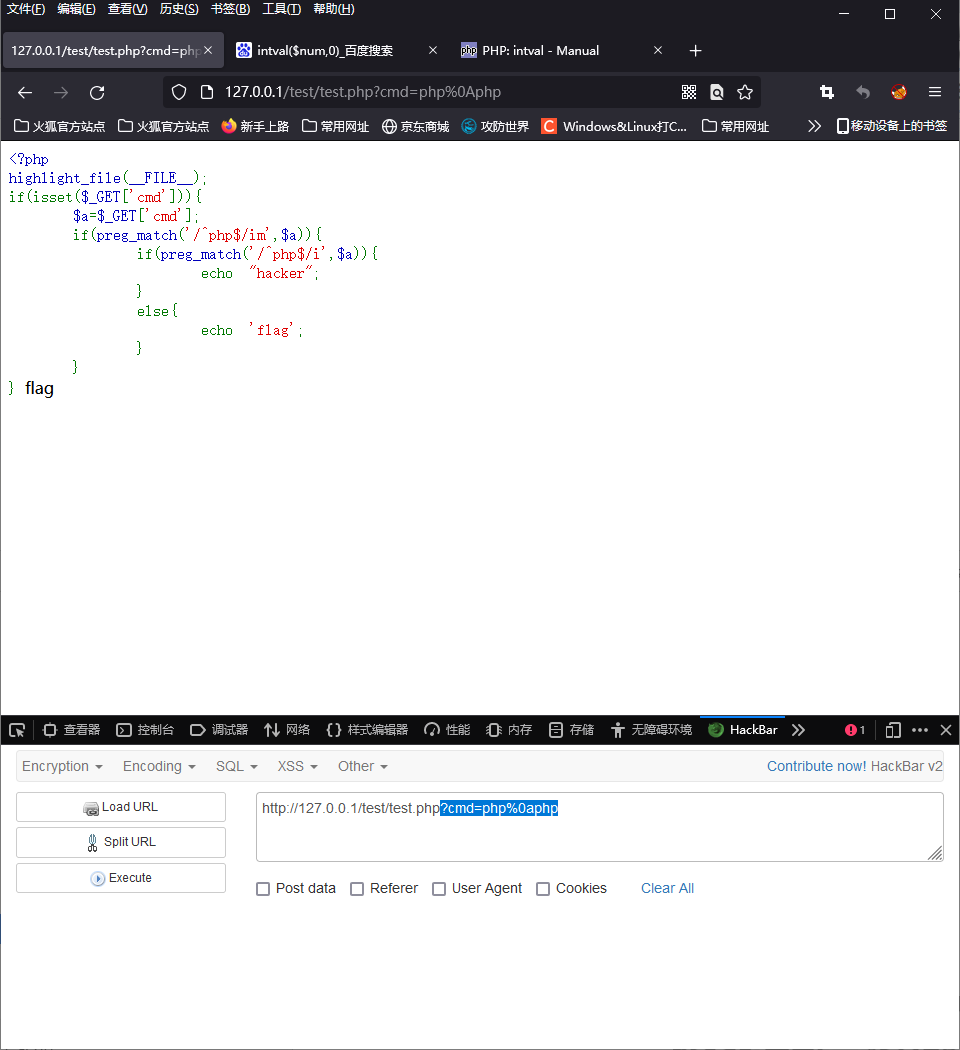 文件(F) 编辑(E) 查看(V) 历史(S) 书签(B) 工具(T) 帮助(H)
127.0.0.1/test/test.php?cmd=php intval($num,0)_百度搜索 php PHP: intval - Manual
127.0.0.1/test/test.php?cmd=php%0Aphp
火狐官方站点 火狐官方站点 新手上路 常用网址 京东商城 攻防世界 C Windows&Linux打C... 常用网址 移动设备上的书签
<?php
highlight_file(__FILE__);
if(isset($_GET['cmd'])){
$a=$_GET['cmd'];
if(preg_match('/^php$/im',$a)){
if(preg_match('/^php$/i',$a)){
echo "hacker";
}
else{
echo 'flag';
}
}
} flag
查看器 控制台 调试器 网络 样式编辑器 性能 内存 存储 无障碍环境 HackBar 1
Encryption Encoding SQL XSS Other Contribute now! HackBar v2
Load URL
http://127.0.0.1/test/test.php?cmd=php%0aphp
Split URL
Execute
Post data Referer User Agent Cookies Clear All